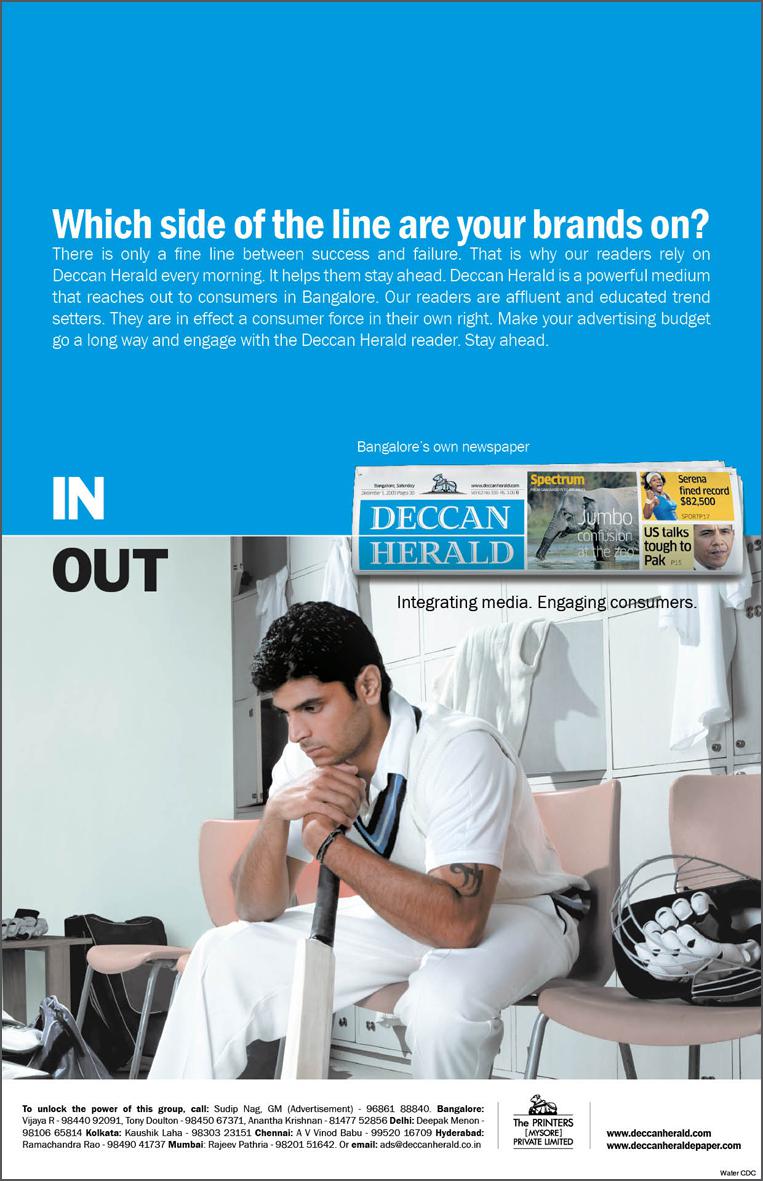 Which side of the line are your brands on?
There is only a fine line between success and failure. That is why our readers rely on
Deccan Herald every morning. It helps them stay ahead. Deccan Herald is a powerful medium
that reaches out to consumers in Bangalore. Our readers are affluent and educated trend
setters. They are in effect a consumer force in their own right. Make your advertising budget
go a long way and engage with the Deccan Herald reader. Stay ahead.
Bangalore's own newspaper
IN
OUT
Bangalore, Saturday
www.deccanherald.com
DECCAN
HERALD
Spectrum
Jumbo
confusion
at the zoo
Serena
fined record
$82,500
SPORTP17
US talks
tough to
Pak P15
Integrating media. Engaging consumers.
To unlock the power of this group, call: Sudip Nag, GM (Advertisement) - 96861 88840. Bangalore:
Vijaya R - 98440 92091, Tony Doulton - 98450 67371, Anantha Krishnan - 81477 52856 Delhi: Deepak Menon -
98106 65814 Kolkata: Kaushik Laha - 98303 23151 Chennai: A V Vinod Babu - 99520 16709 Hyderabad:
Ramachandra Rao - 98490 41737 Mumbai: Rajeev Pathria - 98201 51642. Or email: ads@deccanherald.co.in
The PRINTERS
[MYSORE]
PRIVATE LIMITED
www.deccanherald.com
www.deccanheraldepaper.com
Water CDC